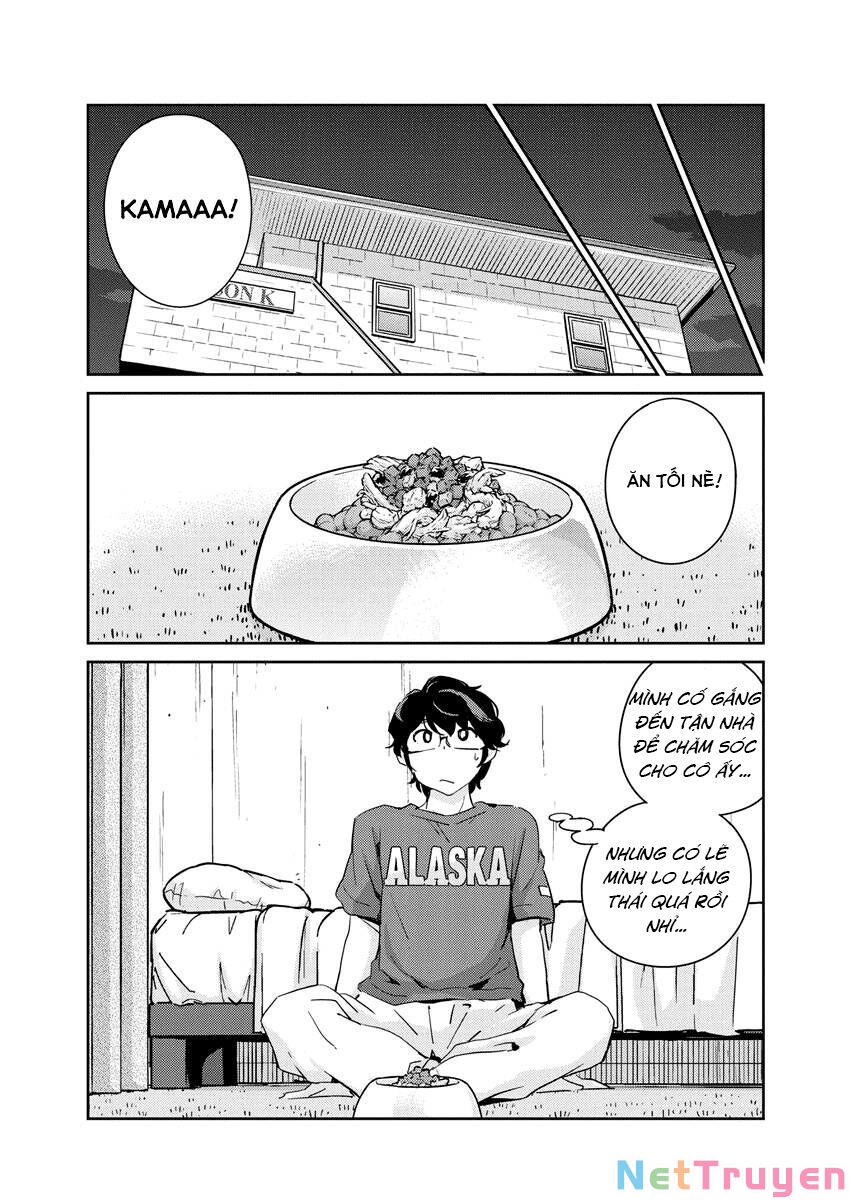 KAMAAA!
SON K
ĂN TỐI NÈ!
MÌNH CỐ GẮNG
ĐẾN TẬN NHÀ
ĐỂ CHĂM SÓC
CHO CÔ ẤY...
NHƯNG CÓ LẼ
MÌNH LO LẮNG
THÁI QUÁ RỒI
NHỈ...
ALASKA
NetTruyen